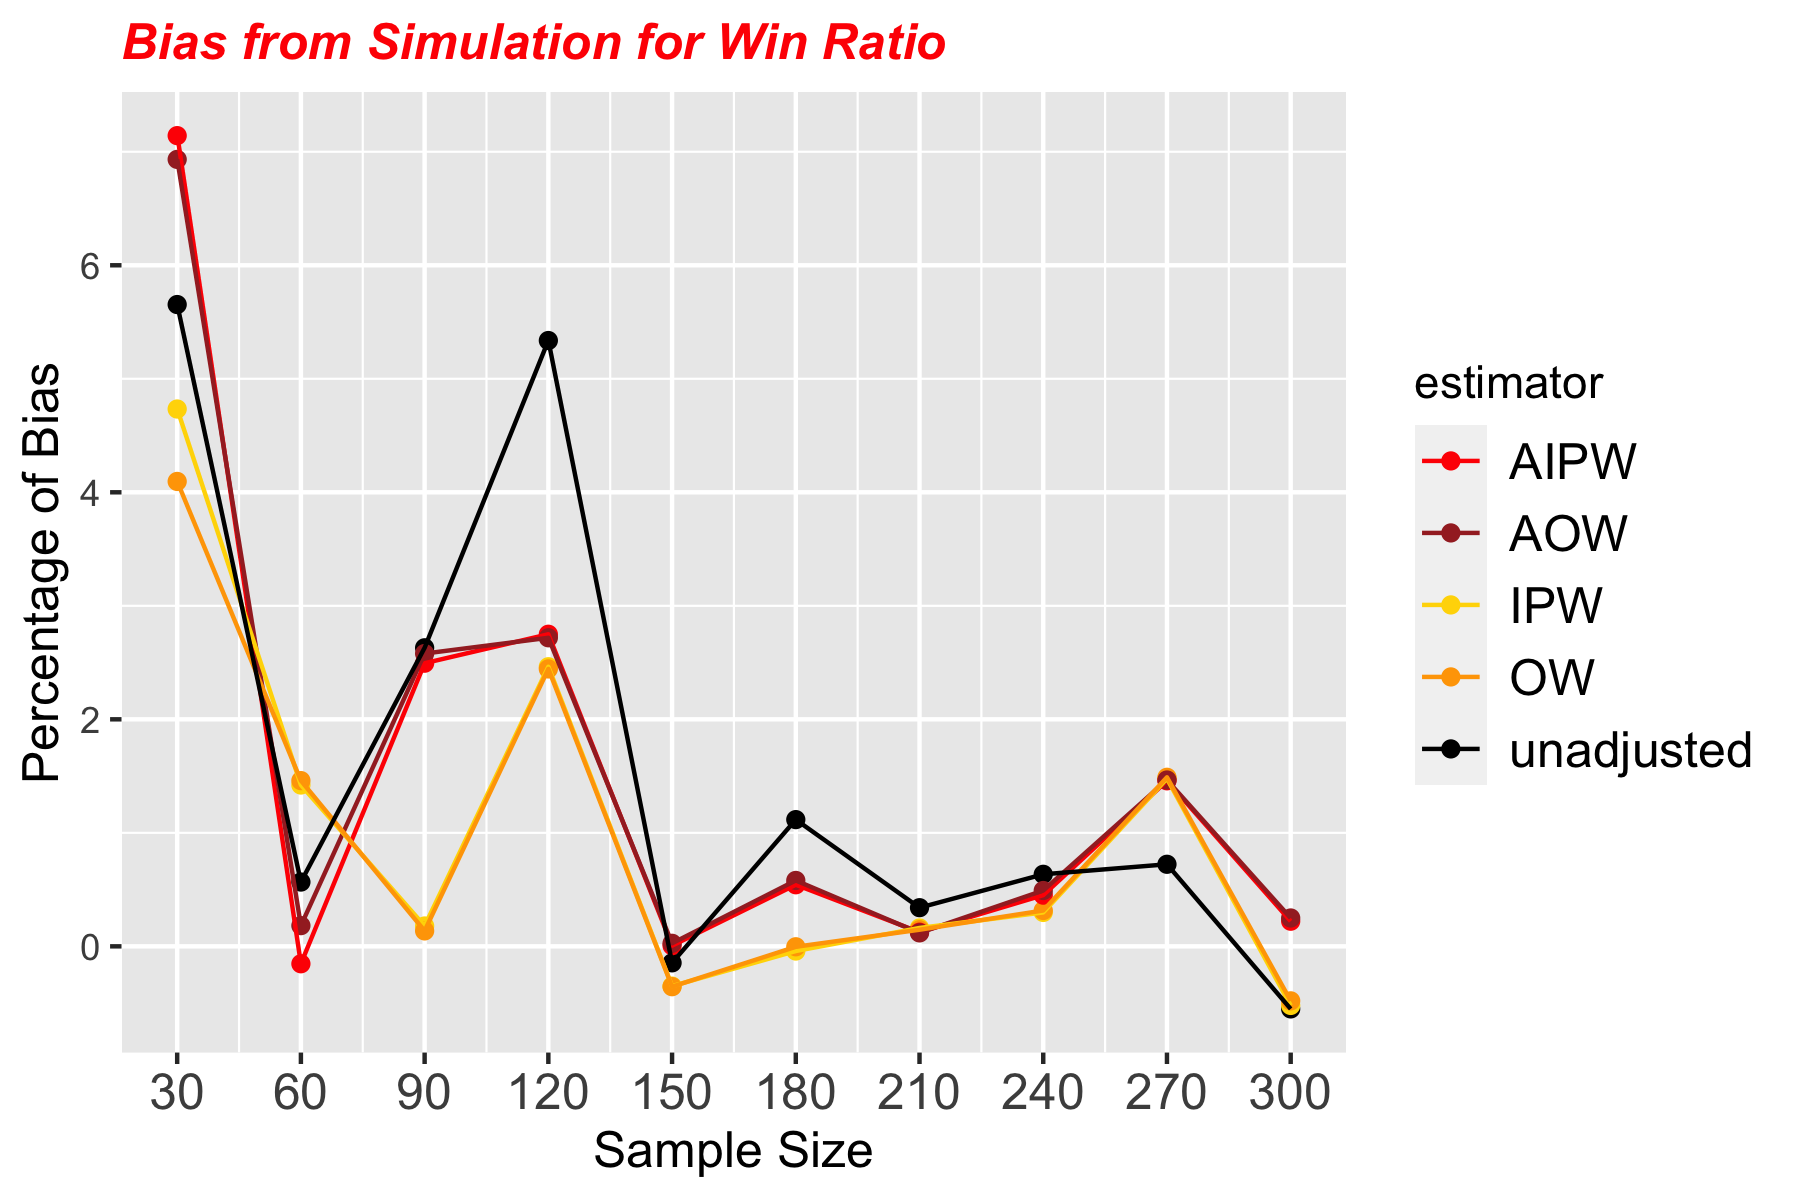 Bias from Simulation for Win Ratio
Percentage of Bias
6
4
2
0
30 60 90 120 150 180 210 240 270 300
Sample Size
estimator
AIPW
AOW
IPW
OW
unadjusted